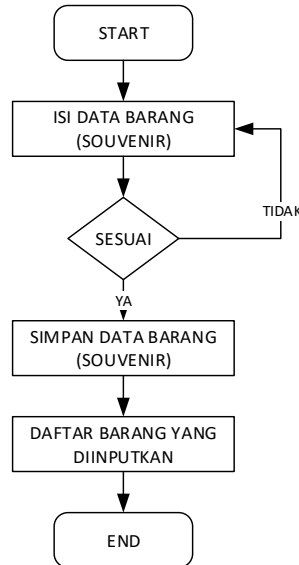 START
ISI DATA BARANG
(SOUVENIR)
SESUAI
TIDAK
YA
SIMPAN DATA BARANG
(SOUVENIR)
DAFTAR BARANG YANG
DIINPUTKAN
END